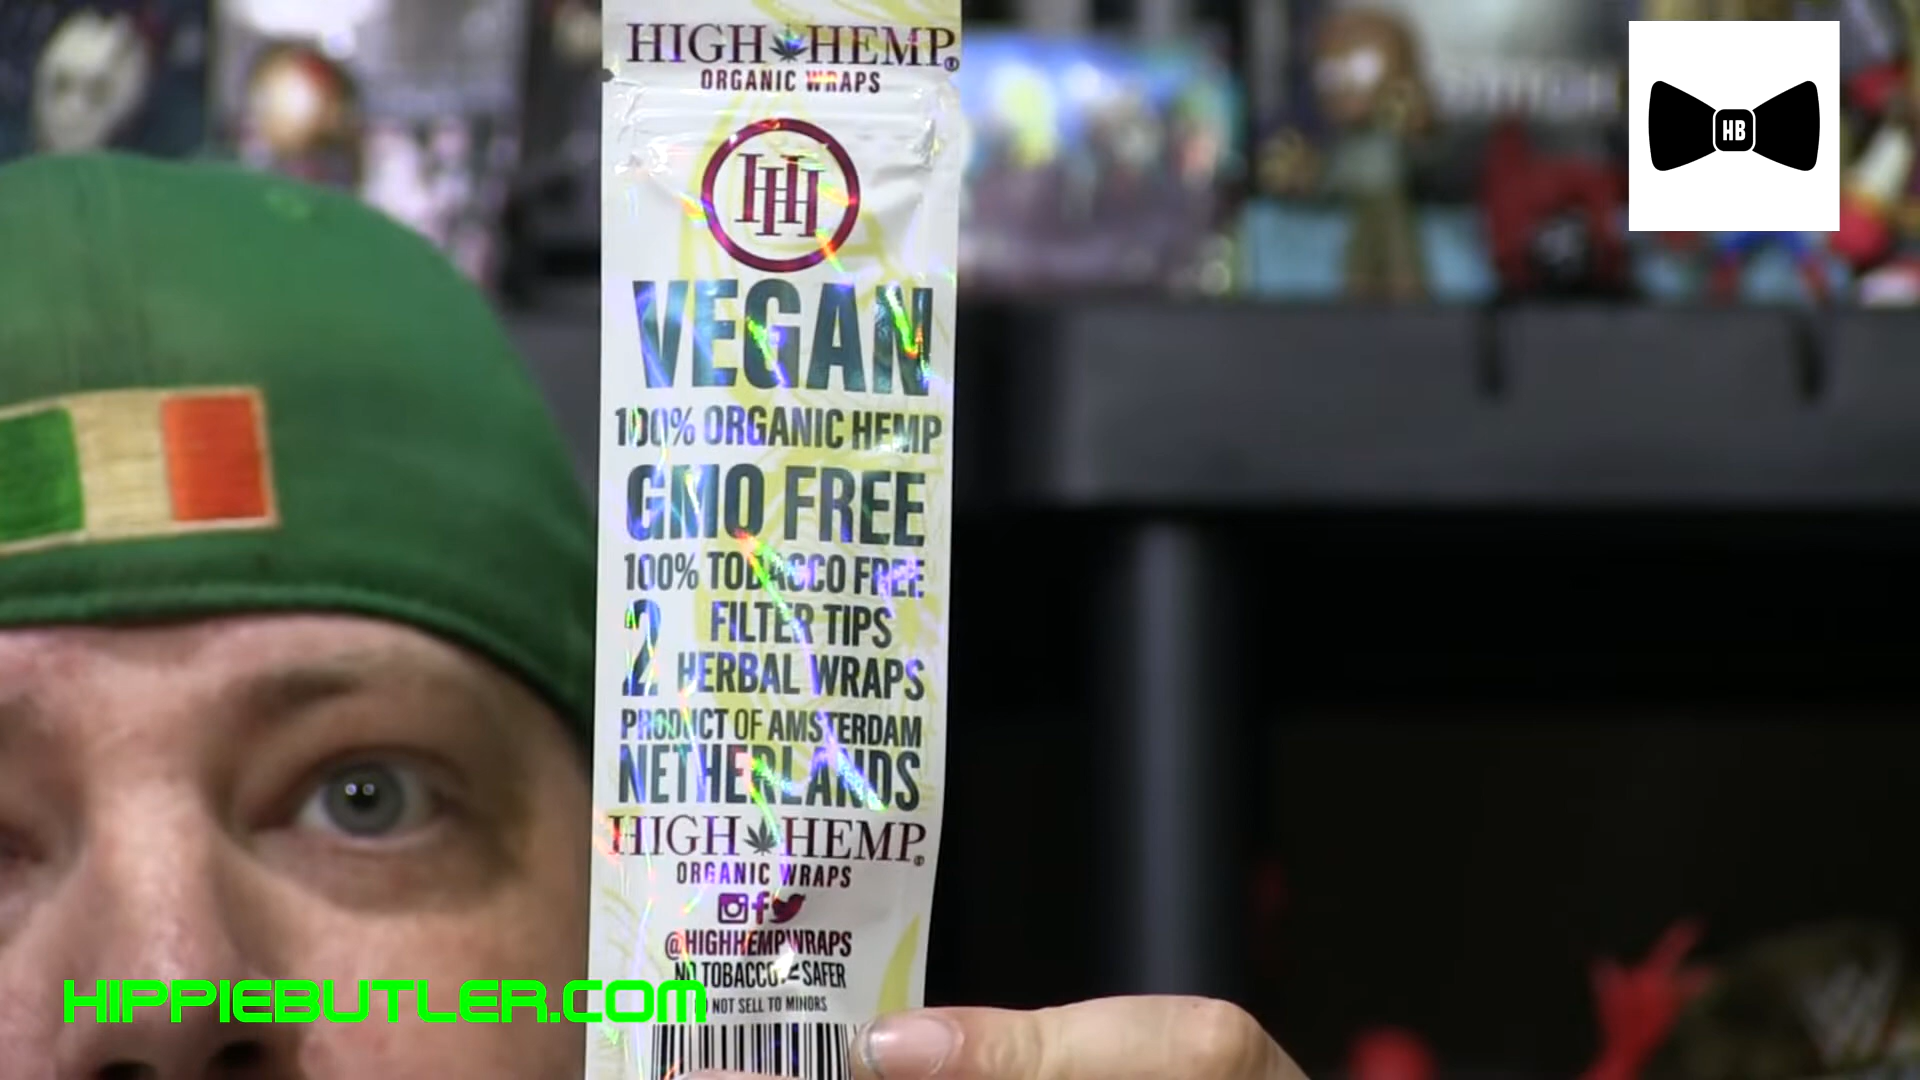 HIGH HEMP®
ORGANIC WRAPS
HH
VEGAN
100% ORGANIC HEMP
GMO FREE
100% TOBACCO FREE
2 FILTER TIPS
HERBAL WRAPS
PRODUCT OF AMSTERDAM
NETHERLANDS
HIGH HEMP®
ORGANIC WRAPS
@HIGHHEMPWRAPS
NO TOBACCO SAFER
NOT SELL TO MINORS
HB
HIPPIEBUTLER.COM